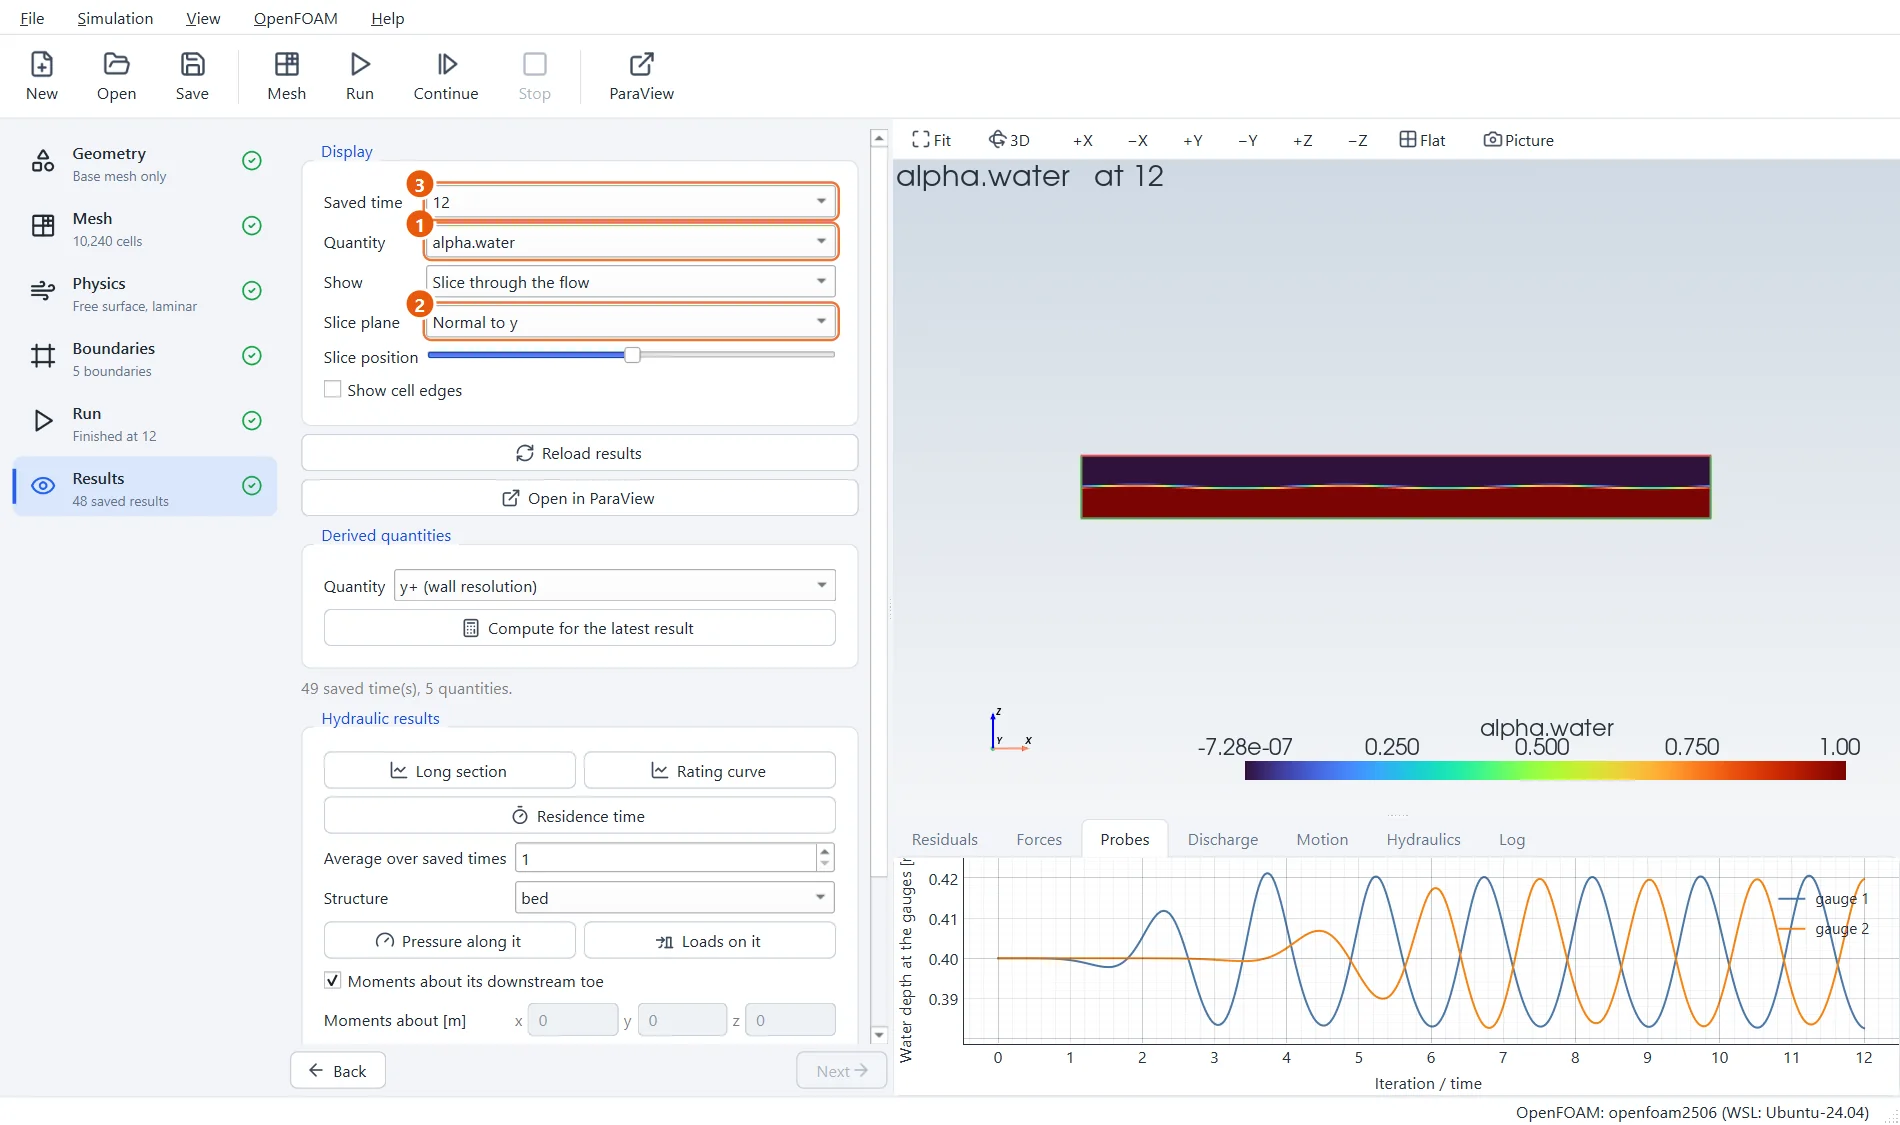 File Simulation View OpenFOAM Help
New Open Save Mesh Run Continue Stop ParaView
Geometry
Base mesh only
Mesh
10,240 cells
Physics
Free surface, laminar
Boundaries
5 boundaries
Run
Finished at 12
Results
48 saved results
Display
3
Saved time 12
1
Quantity alpha.water
Show Slice through the flow
2
Slice plane Normal to y
Slice position
Show cell edges
Reload results
Open in ParaView
Derived quantities
Quantity y+ (wall resolution)
Compute for the latest result
49 saved time(s), 5 quantities.
Hydraulic results
Long section Rating curve
Residence time
Average over saved times 1
Structure bed
Pressure along it Loads on it
Moments about its downstream toe
Moments about [m] x 0 y 0 z 0
Back Next
Fit 3D +X −X +Y −Y +Z −Z Flat Picture
alpha.water at 12
Z
Y X
alpha.water
-7.28e-07 0.250 0.500 0.750 1.00
Residuals Forces Probes Discharge Motion Hydraulics Log
Water depth at the gauges
0.42
0.41
0.40
0.39
gauge 1
gauge 2
0 1 2 3 4 5 6 7 8 9 10 11 12
Iteration / time
OpenFOAM: openfoam2506 (WSL: Ubuntu-24.04)